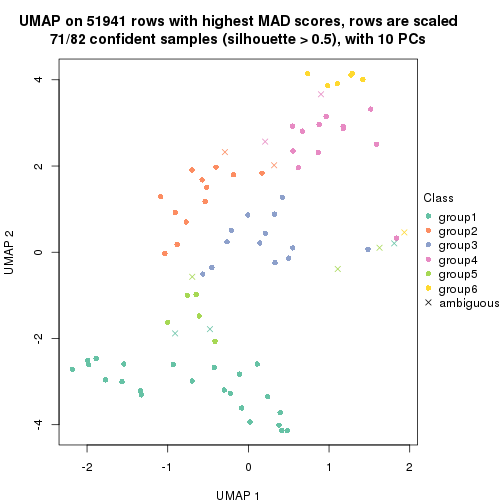 UMAP on 51941 rows with highest MAD scores, rows are scaled
71/82 confident samples (silhouette > 0.5), with 10 PCs
4
2
0
-2
-4
UMAP 2
-2
-1
0
1
2
UMAP 1
Class
group1
group2
group3
group4
group5
group6
ambiguous